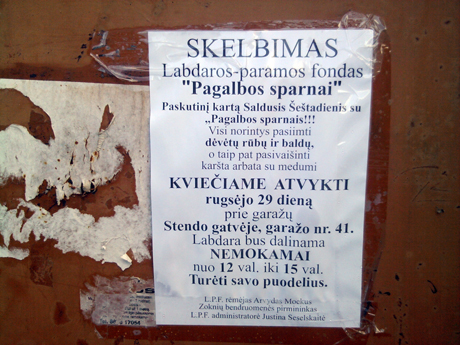 SKELBIMAS
Labdaros-paramos fondas
"Pagalbos sparnai"
Paskutinį kartą Saldusis Šeštadienis su
„Pagalbos sparnais!!!
Visi norintys pasiimti
dėvėtų rūbų ir baldų,
o taip pat pasivaišinti
karšta arbata su medumi
KVIEČIAME ATVYKTI
rugsėjo 29 dieną
prie garažų
Stendo gatvėje, garažo nr. 41.
Labdara bus dalinama
NEMOKAMAI
nuo 12 val. iki 15 val.
Turėti savo puodelius.
L.P.F. rėmėjas Arvydas Mockus
Zoknių bendruomenės pirmininkas
L.P.F. administratorė Justina Seselskaitė